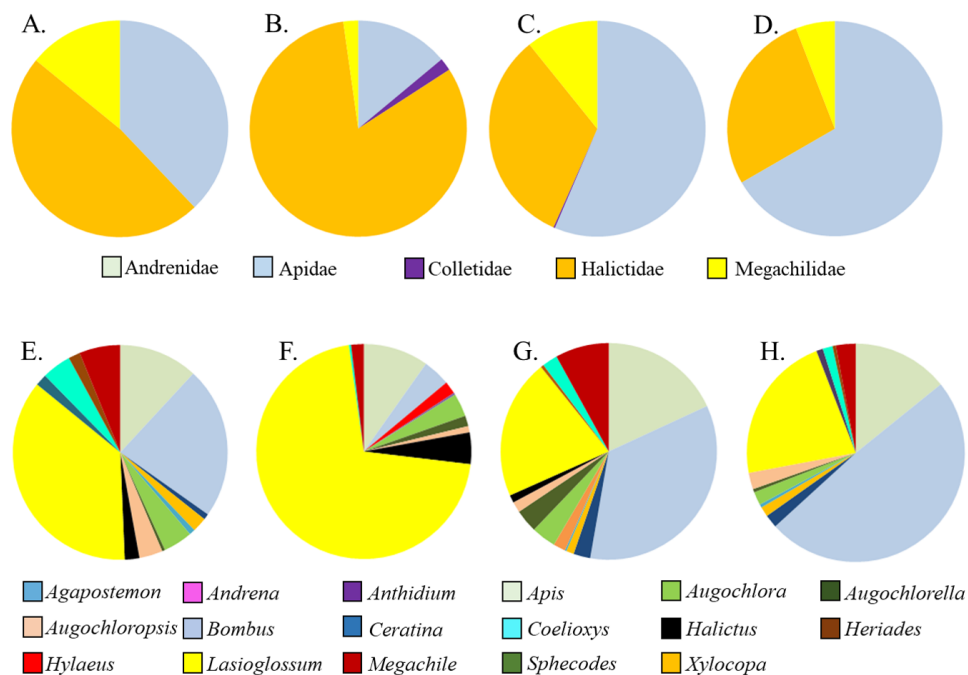 A. B. C. D.
Andrenidae Apidae Colletidae Halictidae Megachilidae
E. F. G. H.
Agapostemon Andrena Anthidium Apis Augochlora Augochlorella
Augochloropsis Bombus Ceratina Coelioxys Halictus Heriades
Hylaeus Lasioglossum Megachile Sphecodes Xylocopa